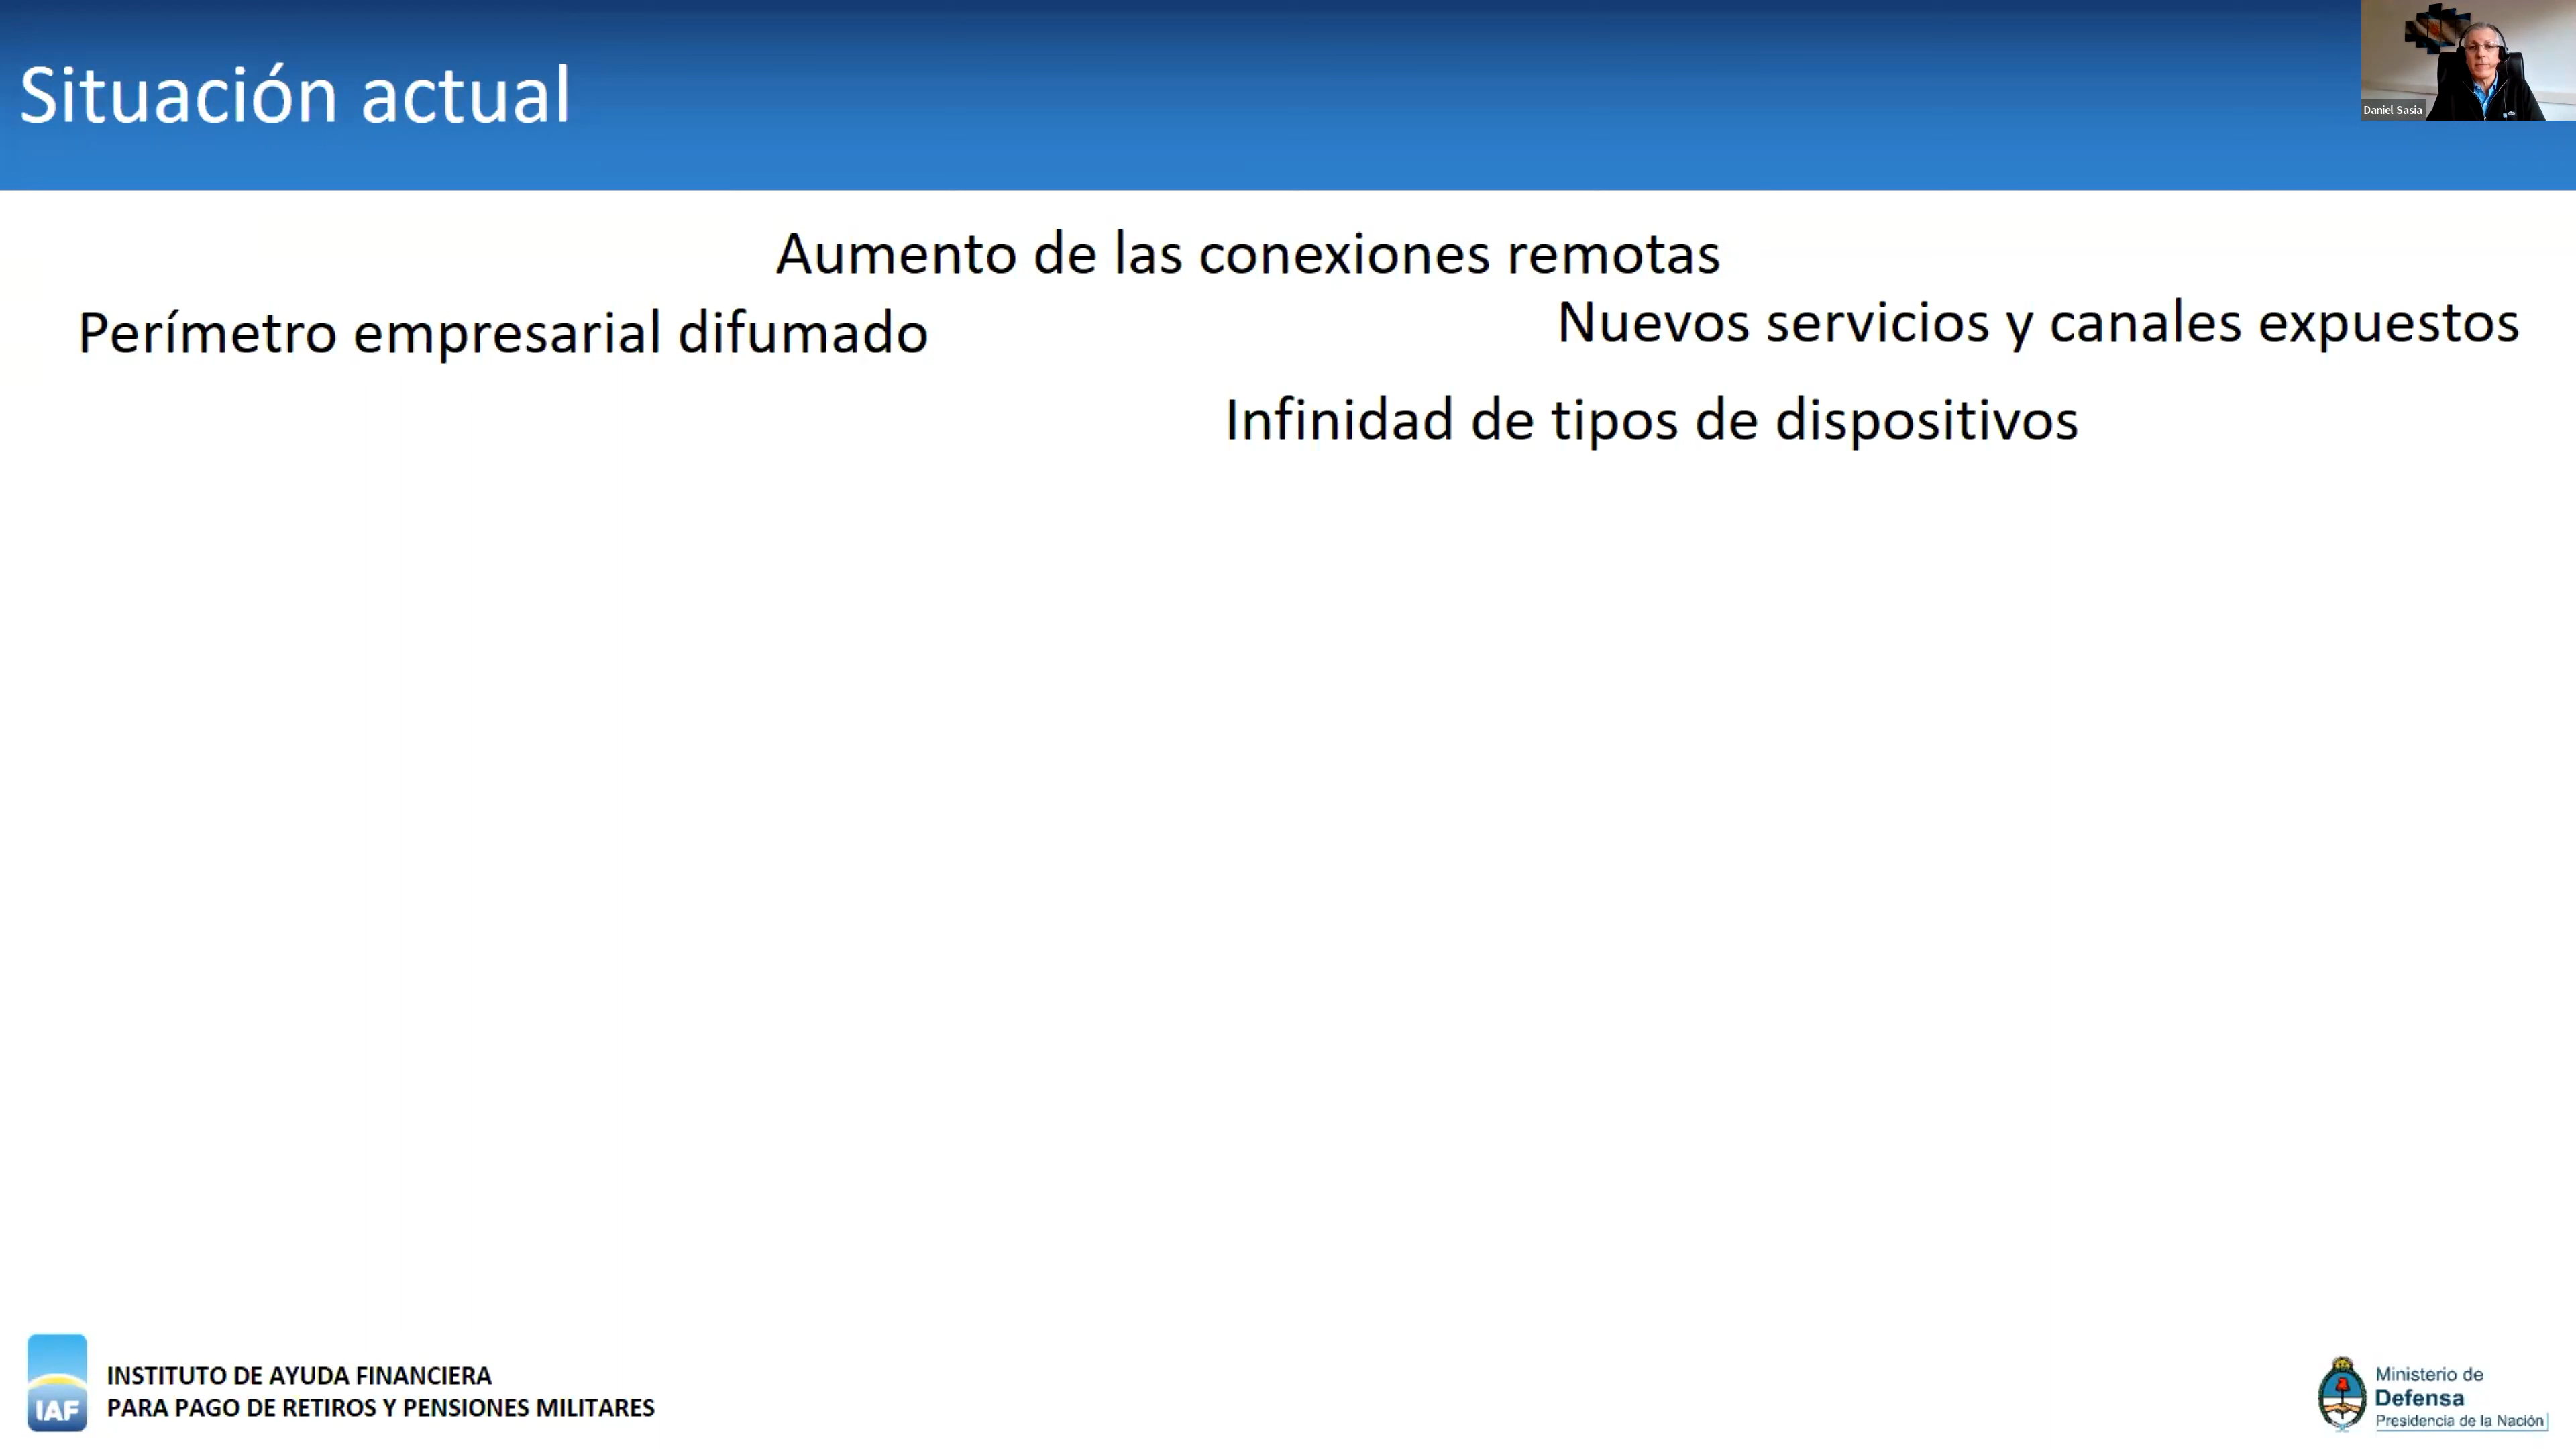 Situación actual
Daniel Sasia
Aumento de las conexiones remotas
Perímetro empresarial difumado
Nuevos servicios y canales expuestos
Infinidad de tipos de dispositivos
IAF
INSTITUTO DE AYUDA FINANCIERA
PARA PAGO DE RETIROS Y PENSIONES MILITARES
Ministerio de
Defensa
Presidencia de la Nación